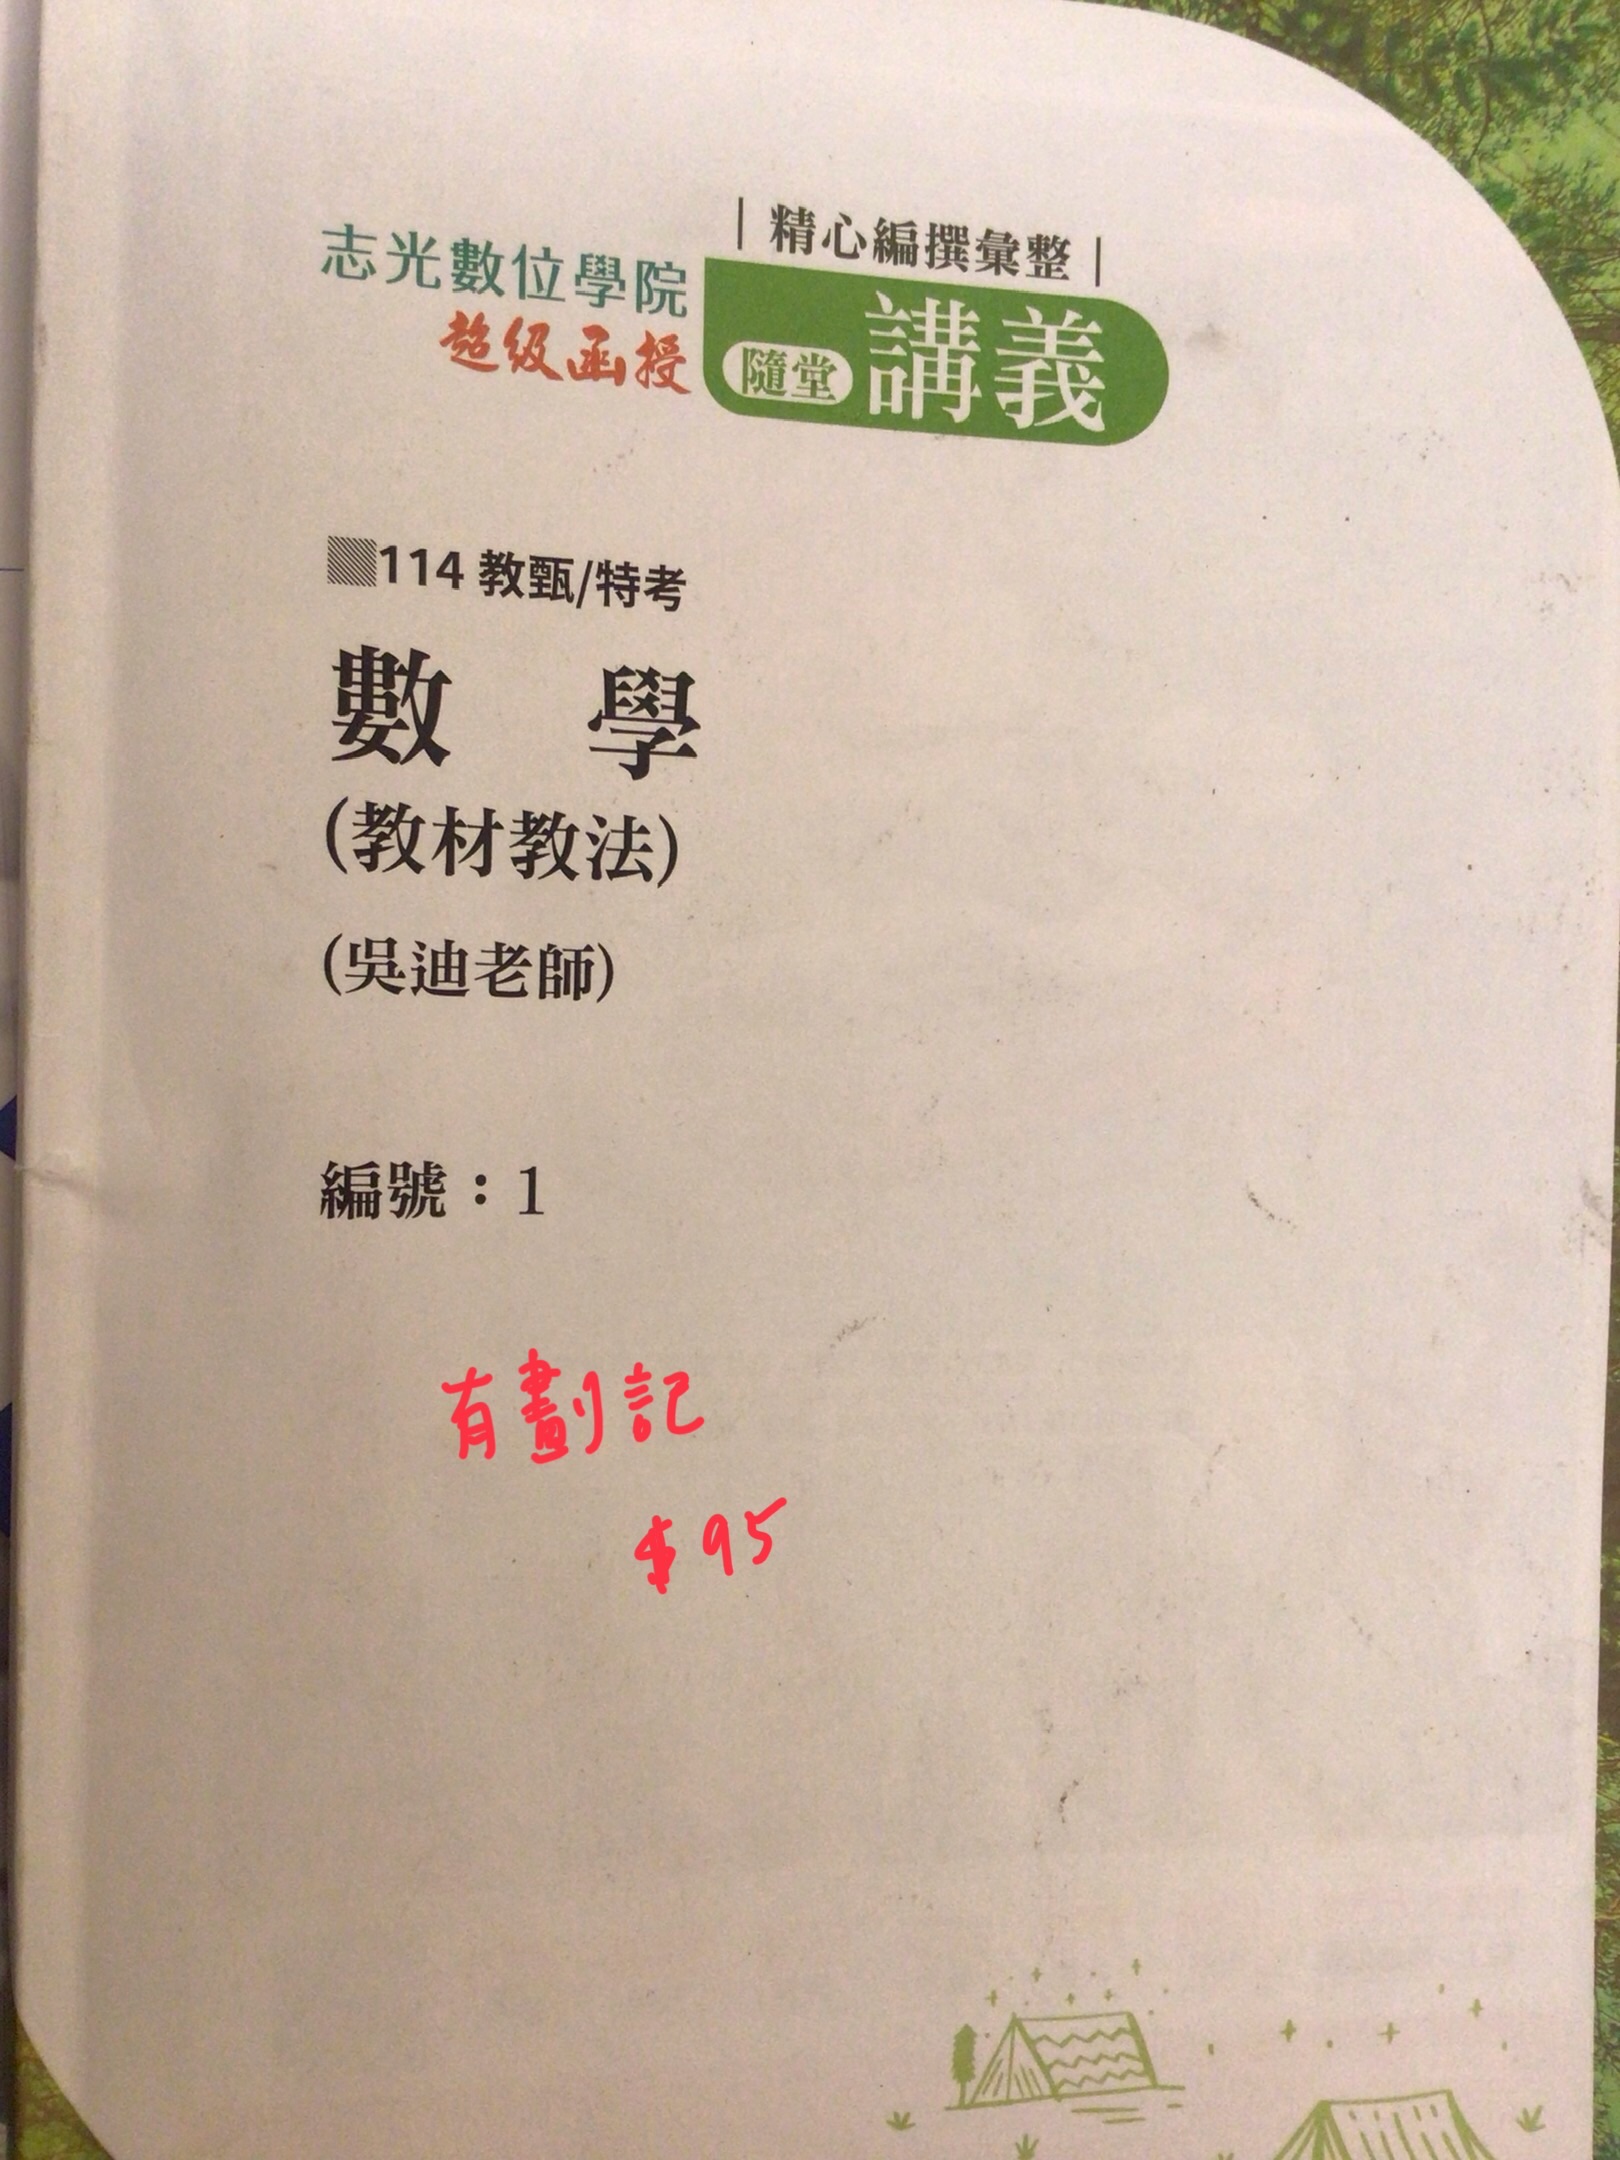 ｜精心編撰彙整｜
志光數位學院
超級函授
隨堂 講義
114 教甄/特考
數 學
(教材教法)
(吳迪老師)
編號：1
有劃記
$95